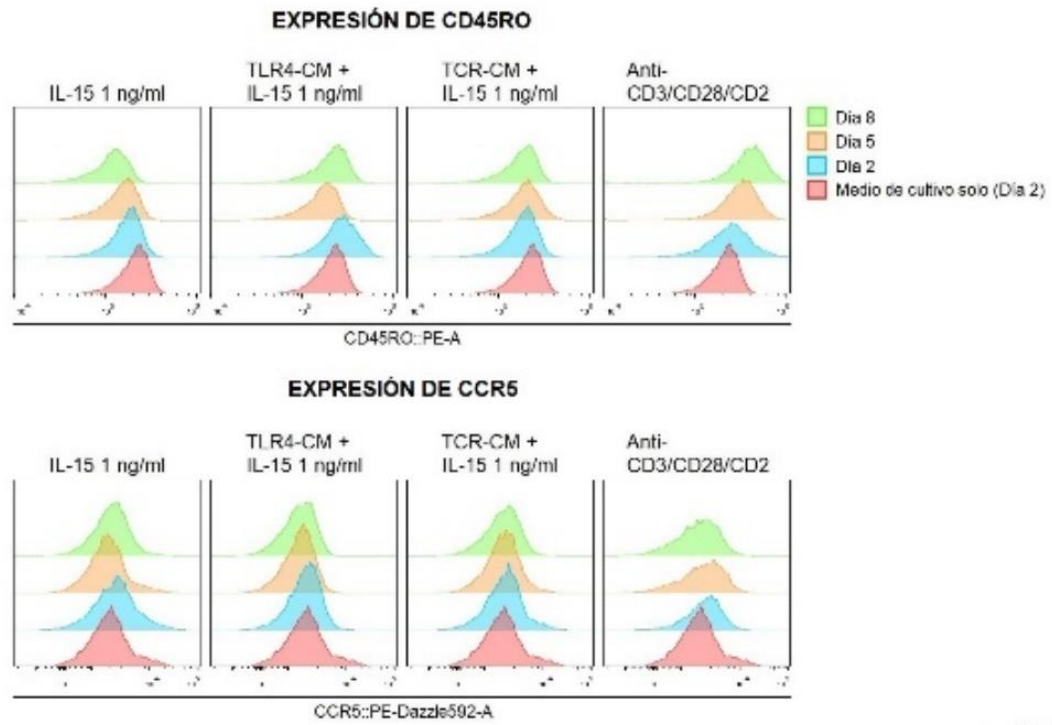 EXPRESIÓN DE CD45RO
IL-15 1 ng/ml
TLR4-CM +
IL-15 1 ng/ml
TCR-CM +
IL-15 1 ng/ml
Anti-
CD3/CD28/CD2
Día 8
Día 5
Día 2
Medio de cultivo solo (Día 2)
CD45RO::PE-A
EXPRESIÓN DE CCR5
IL-15 1 ng/ml
TLR4-CM +
IL-15 1 ng/ml
TCR-CM +
IL-15 1 ng/ml
Anti-
CD3/CD28/CD2
CCR5::PE-Dazzle592-A